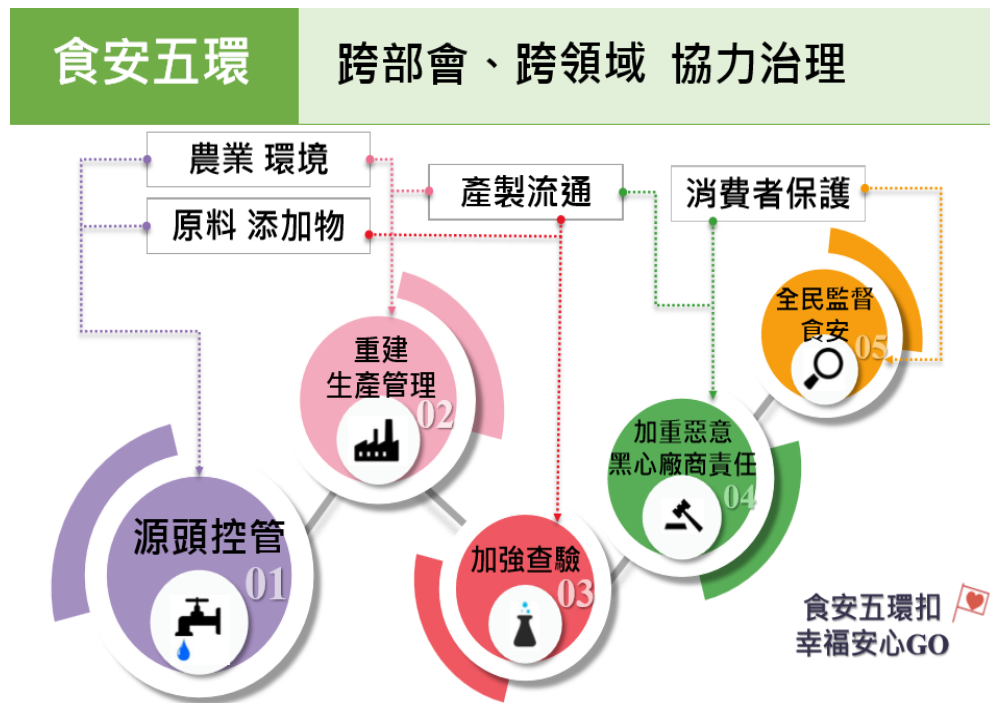 食安五環
跨部會、跨領域 協力治理
農業 環境
原料 添加物
產製流通
消費者保護
源頭控管
01
重建
生產管理
02
加強查驗
03
加重惡意
黑心廠商責任
04
全民監督
食安
05
食安五環扣
幸福安心GO